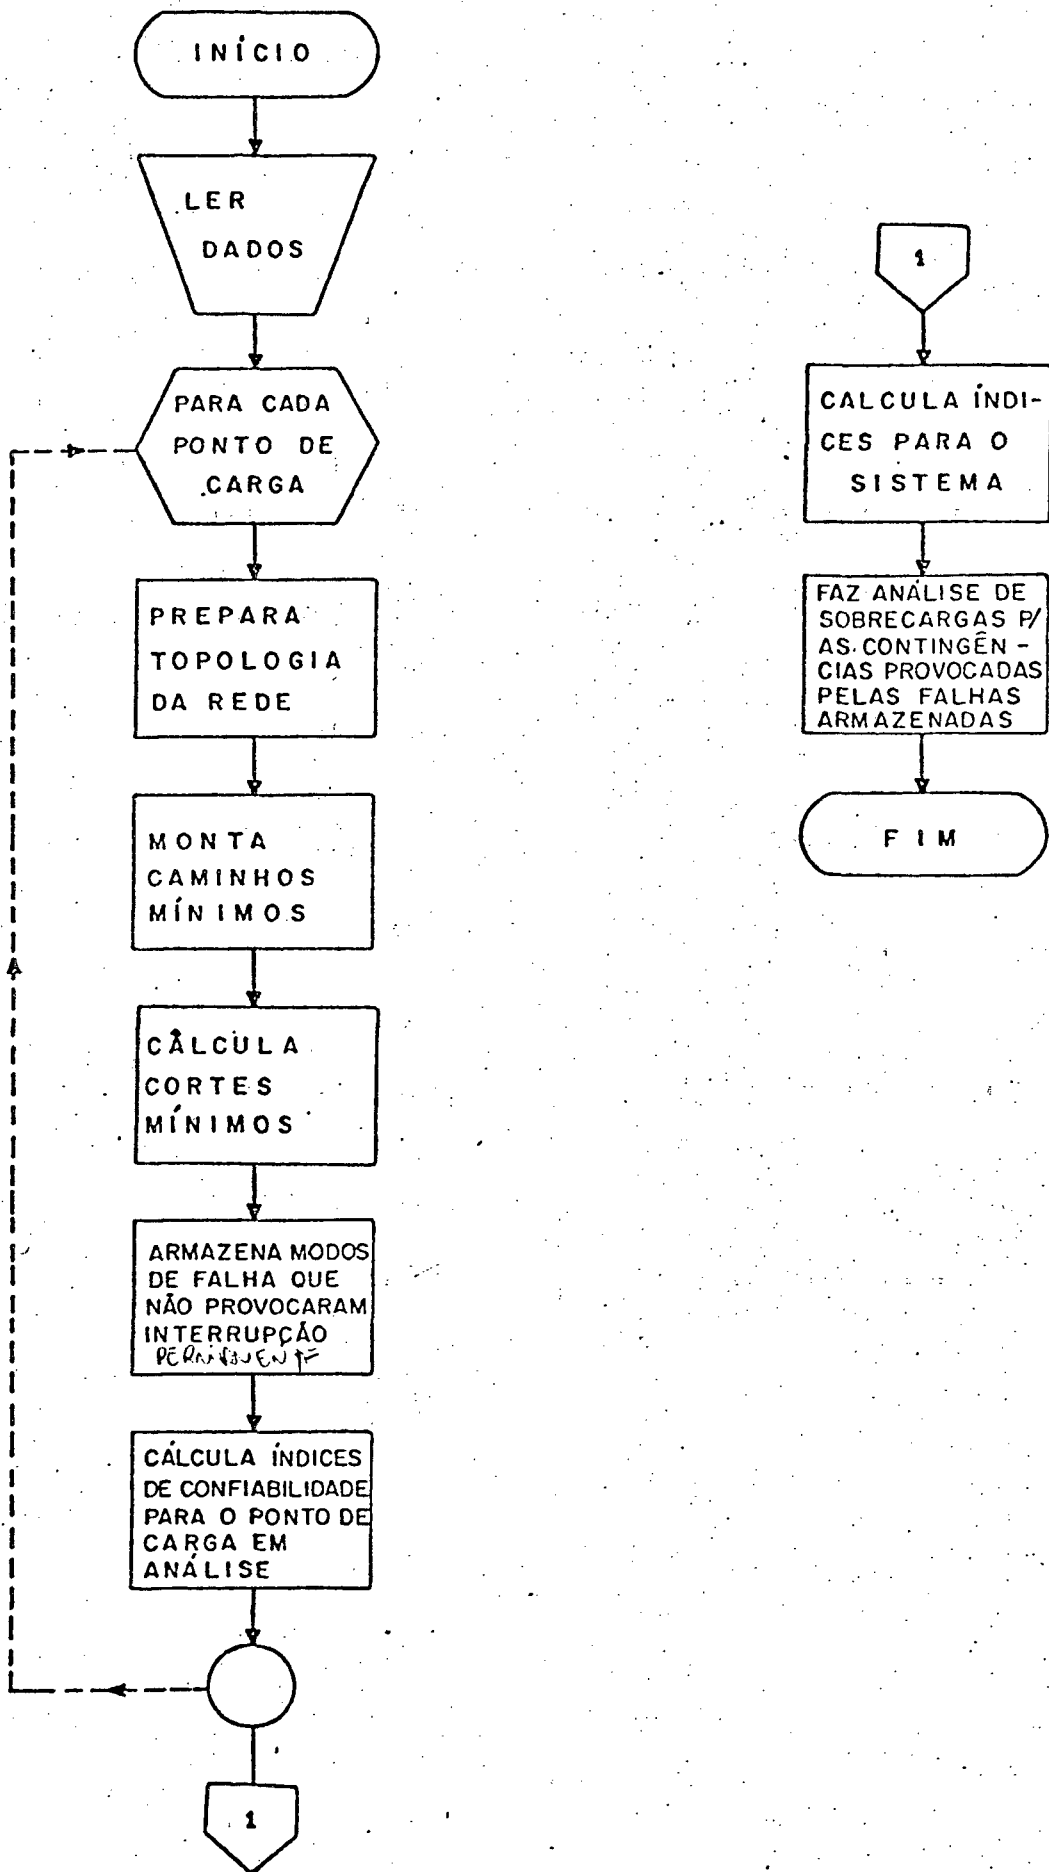 INÍCIO
LER
DADOS
PARA CADA
PONTO DE
CARGA
PREPARA
TOPOLOGIA
DA REDE
MONTA
CAMINHOS
MÍNIMOS
CÁLCULA
CORTES
MÍNIMOS
ARMAZENA MODOS
DE FALHA QUE
NÃO PROVOCARAM
INTERRUPÇÃO
PERMANENTE
CÁLCULA ÍNDICES
DE CONFIABILIDADE
PARA O PONTO DE
CARGA EM
ANÁLISE
1
1
CALCULA ÍNDI-
CES PARA O
SISTEMA
FAZ ANÁLISE DE
SOBRECARGAS P/
AS CONTINGÊN-
CIAS PROVOCADAS
PELAS FALHAS
ARMAZENADAS
FIM